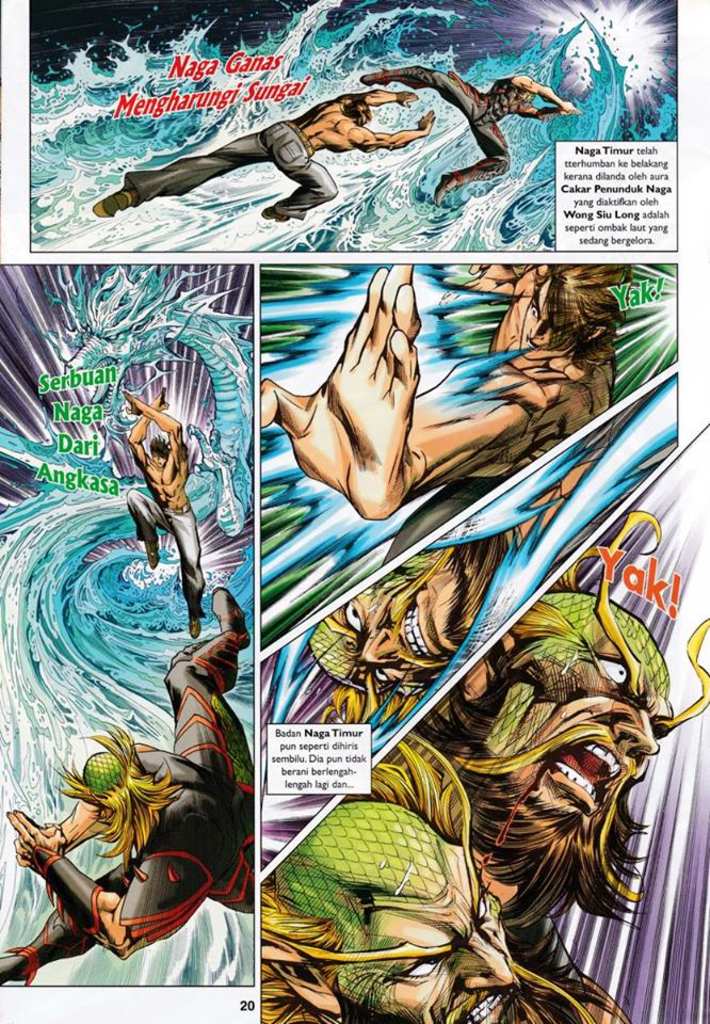 Naga Ganas
Mengharungi Sungai
Naga Timur telah
tterhumban ke belakang
kerana dilanda oleh aura
Cakar Penunduk Naga
yang diaktifkan oleh
Wong Siu Long adalah
seperti ombak laut yang
sedang bergelora.
Serbuan
Naga
Dari
Angkasa
Yak!
Yak!
Badan Naga Timur
pun seperti dihiris
sembilu. Dia pun tidak
berani berlengah-
lengah lagi dan...
20